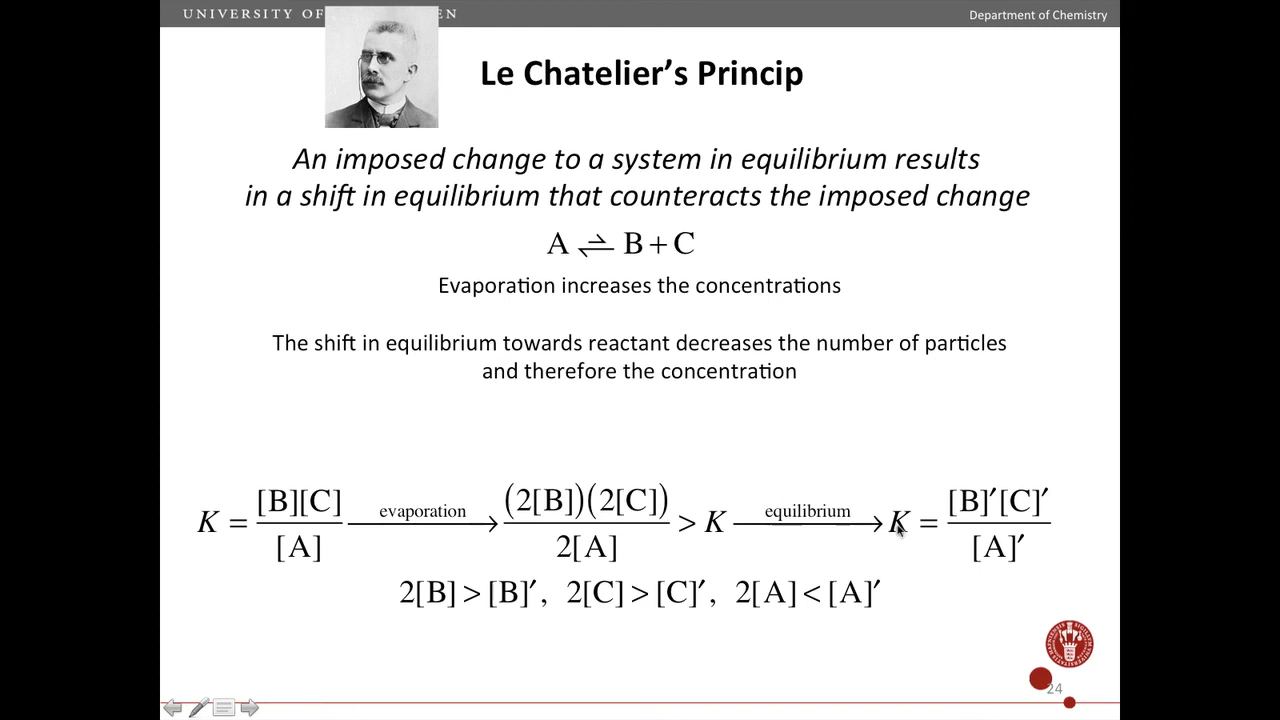 UNIVERSITY OF EN
Department of Chemistry
Le Chatelier’s Princip
An imposed change to a system in equilibrium results
in a shift in equilibrium that counteracts the imposed change
A ⇌ B + C
Evaporation increases the concentrations
The shift in equilibrium towards reactant decreases the number of particles
and therefore the concentration
K = [B][C] / [A] —evaporation→ (2[B])(2[C]) / 2[A] > K —equilibrium→ K = [B]′[C]′ / [A]′
2[B] > [B]′, 2[C] > [C]′, 2[A] < [A]′
24